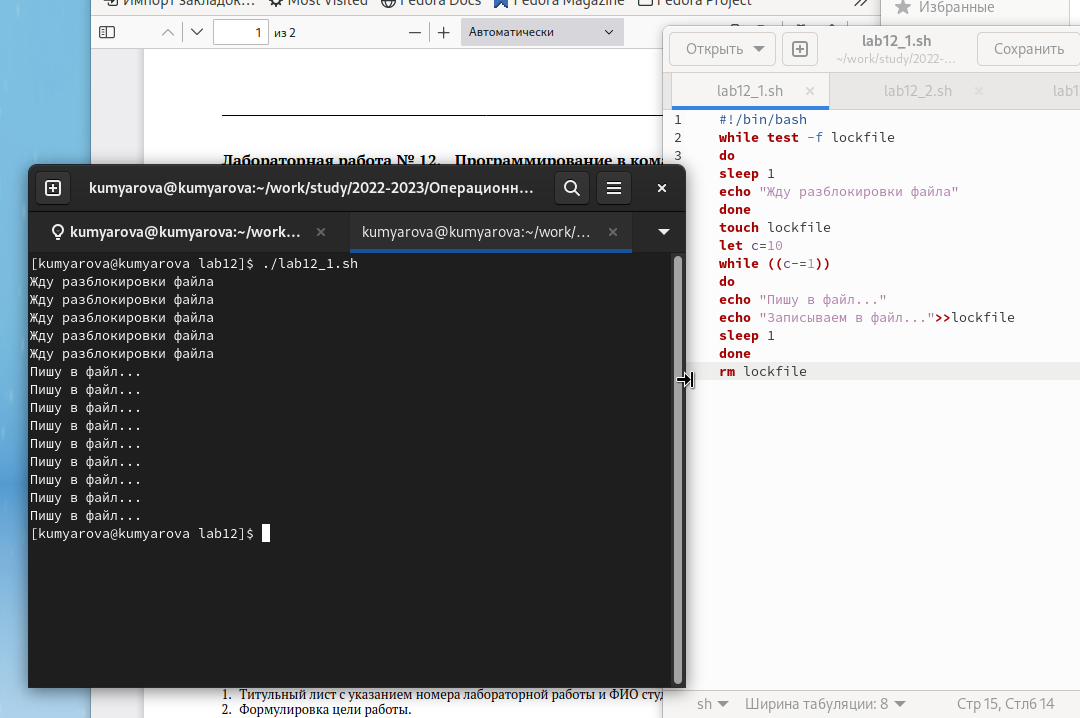 Импорт закладок...
Most Visited
Fedora Docs
Fedora Magazine
Fedora Project
1
из 2
Автоматически
Избранные
Лабораторная работа № 12. Программирование в
Открыть
lab12_1.sh
~/work/study/2022-...
Сохранить
lab12_1.sh
lab12_2.sh
lab1
1 #!/bin/bash
2 while test -f lockfile
3 do
sleep 1
echo "Жду разблокировки файла"
done
touch lockfile
let c=10
while ((c-=1))
do
echo "Пишу в файл..."
echo "Записываем в файл...">>lockfile
sleep 1
done
rm lockfile
sh
Ширина табуляции: 8
Стр 15, Стлб 14
kumyarova@kumyarova:~/work/study/2022-2023/Операционн...
kumyarova@kumyarova:~/work...
kumyarova@kumyarova:~/work/...
[kumyarova@kumyarova lab12]$ ./lab12_1.sh
Жду разблокировки файла
Жду разблокировки файла
Жду разблокировки файла
Жду разблокировки файла
Жду разблокировки файла
Пишу в файл...
Пишу в файл...
Пишу в файл...
Пишу в файл...
Пишу в файл...
Пишу в файл...
Пишу в файл...
Пишу в файл...
Пишу в файл...
[kumyarova@kumyarova lab12]$
1. Титульный лист с указанием номера лабораторной работы и ФИО
2. Формулировка цели работы.